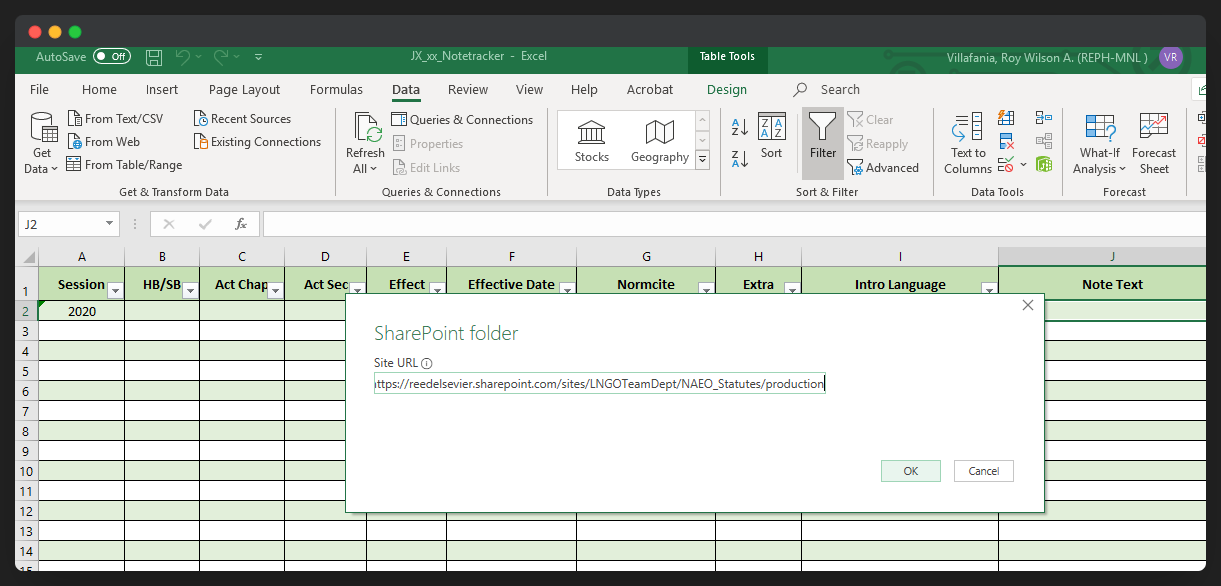 AutoSave Off JX_xx_Notetracker - Excel Table Tools Villafania, Roy Wilson A. (REPH-MNL ) VR
File Home Insert Page Layout Formulas Data Review View Help Acrobat Design Search
Get Data
From Text/CSV
From Web
From Table/Range
Recent Sources
Existing Connections
Get & Transform Data
Refresh All
Queries & Connections
Properties
Edit Links
Queries & Connections
Stocks Geography
Data Types
Sort
Filter
Clear
Reapply
Advanced
Sort & Filter
Text to Columns
Data Tools
What-If Analysis
Forecast Sheet
Forecast
J2 fx
A B C D E F G H I J
1 Session HB/SB Act Chap Act Sec Effect Effective Date Normcite Extra Intro Language Note Text
2 2020
3
4
5
6
7
8
9
10
11
12
13
14
15
SharePoint folder
Site URL
ttps://reedelsevier.sharepoint.com/sites/LNGOTeamDept/NAEO_Statutes/production
OK Cancel